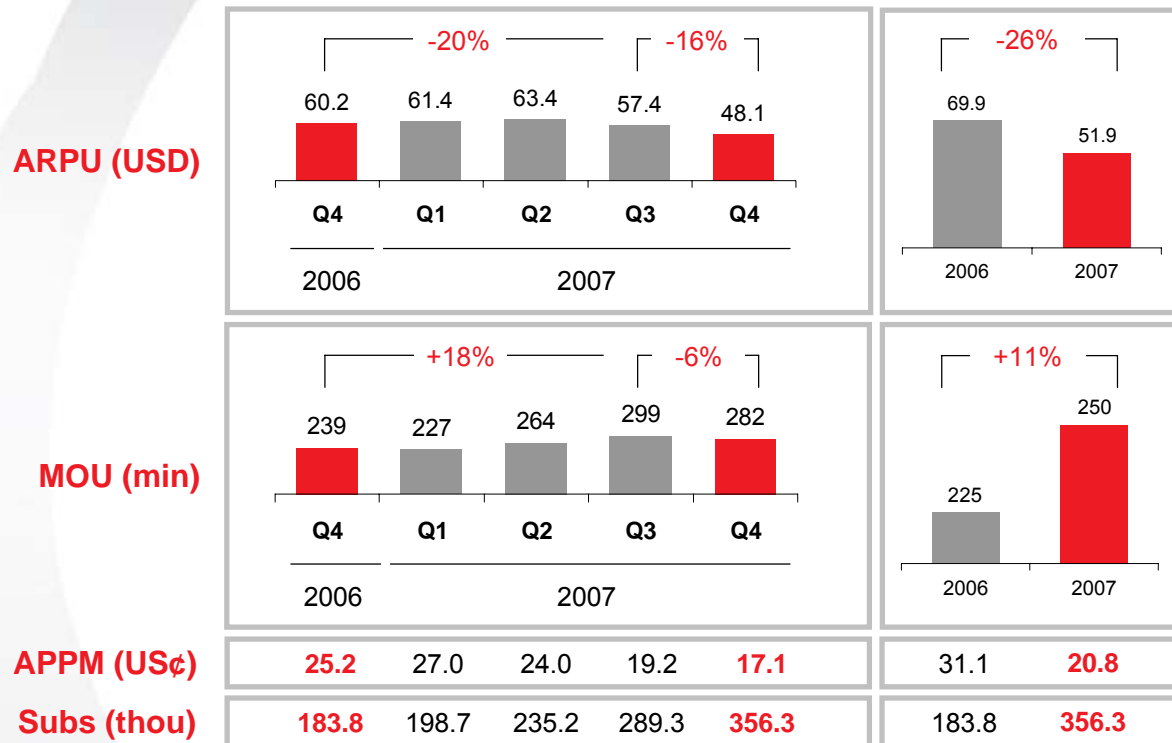 -20% -16% -26%
60.2 61.4 63.4 57.4 48.1 69.9 51.9
ARPU (USD)
Q4 Q1 Q2 Q3 Q4 2006 2007
2006 2007
+18% -6% +11%
239 227 264 299 282 225 250
MOU (min)
Q4 Q1 Q2 Q3 Q4
2006 2007 2006 2007
APPM (US¢) 25.2 27.0 24.0 19.2 17.1 31.1 20.8
Subs (thou) 183.8 198.7 235.2 289.3 356.3 183.8 356.3